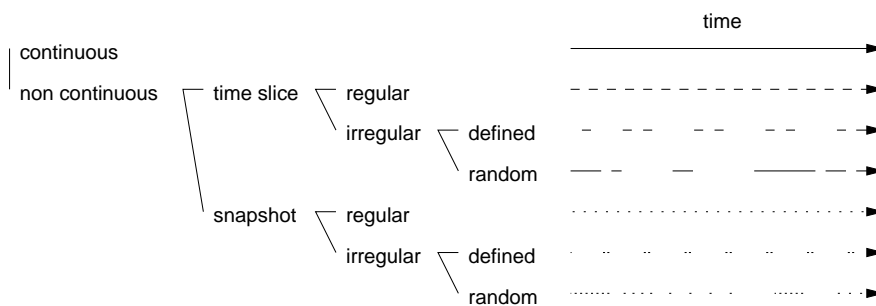 time
continuous
non continuous time slice regular
irregular defined
random
snapshot regular
irregular defined
random